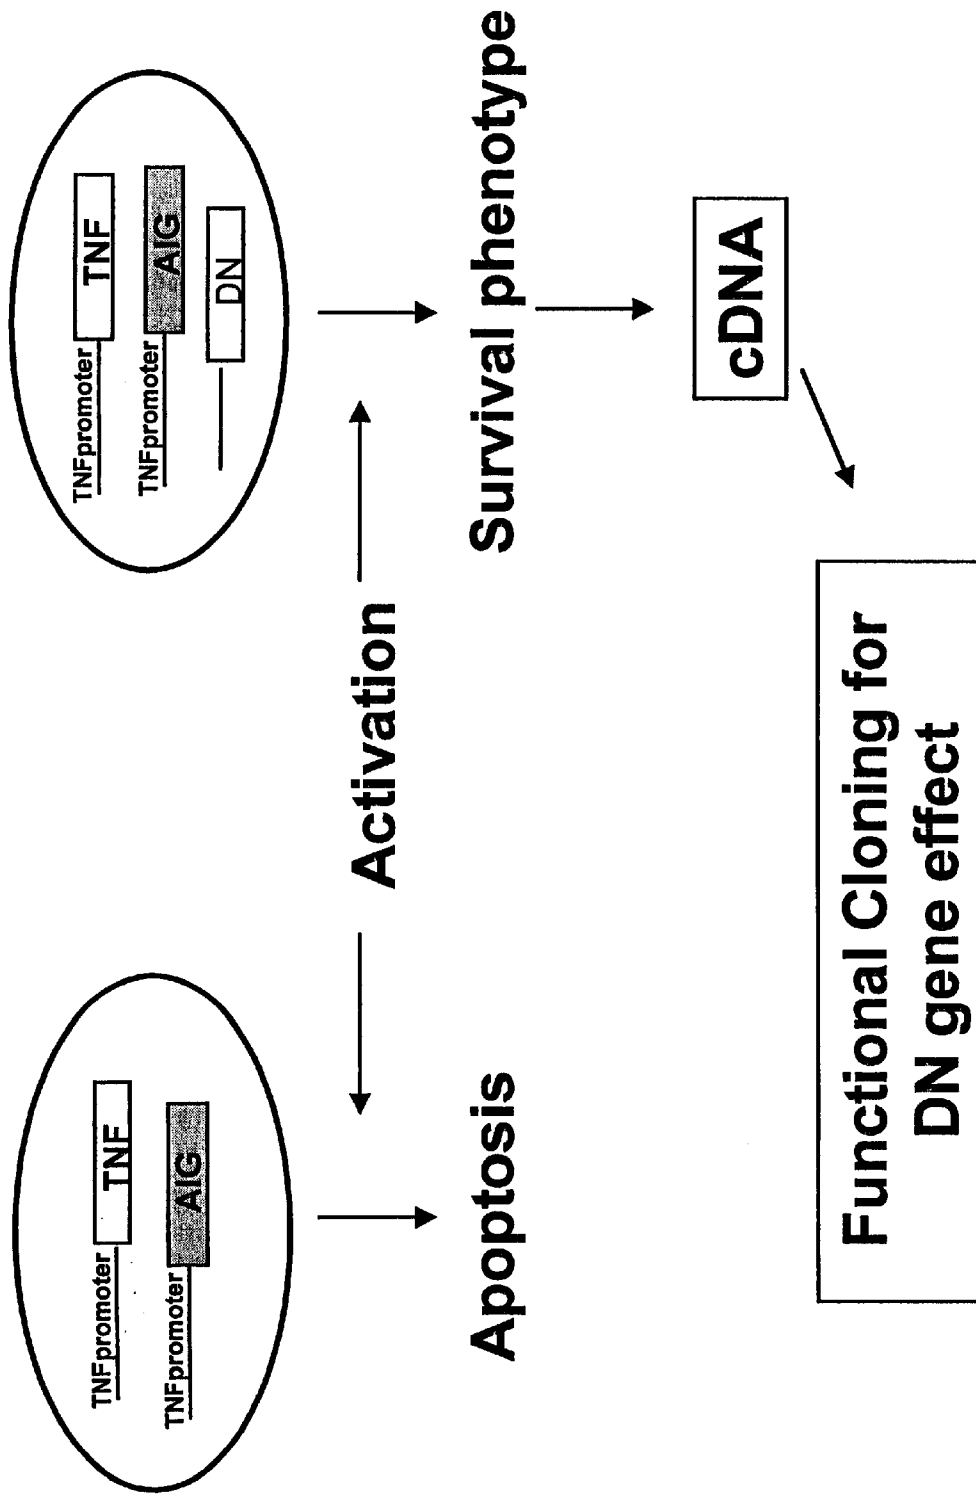 TNFpromoter
TNF
TNFpromoter
AIG
TNFpromoter
TNF
TNFpromoter
AIG
DN
Activation
Apoptosis
Survival phenotype
cDNA
Functional Cloning for
DN gene effect